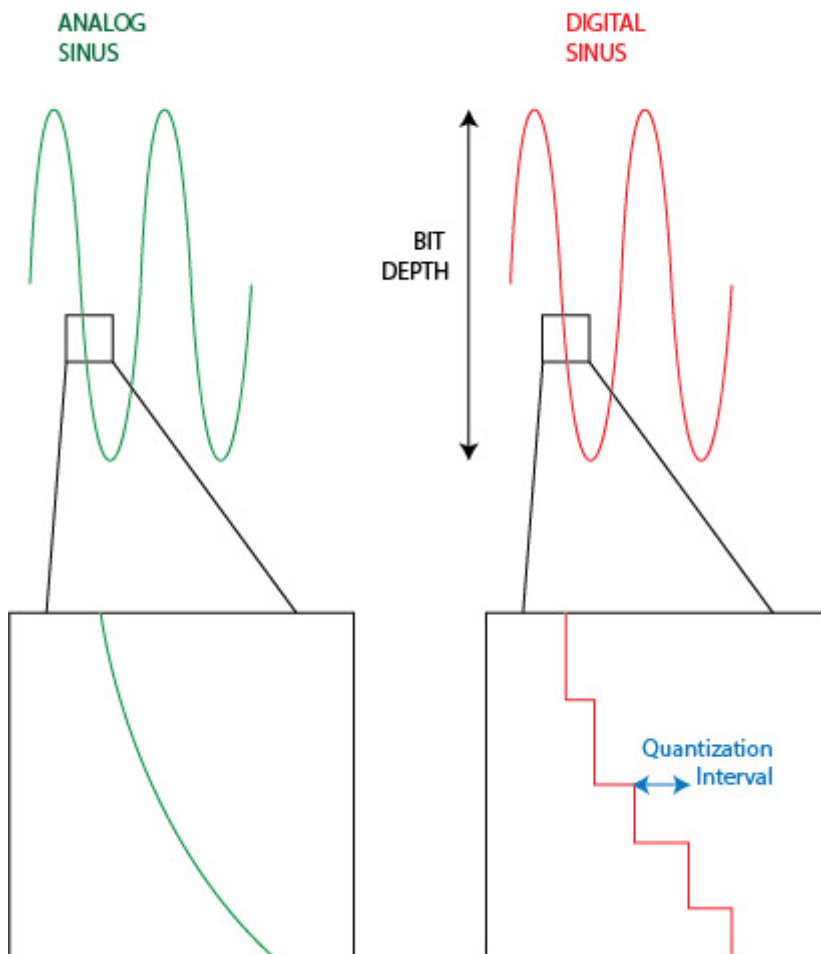 ANALOG
SINUS
DIGITAL
SINUS
BIT
DEPTH
Quantization
Interval